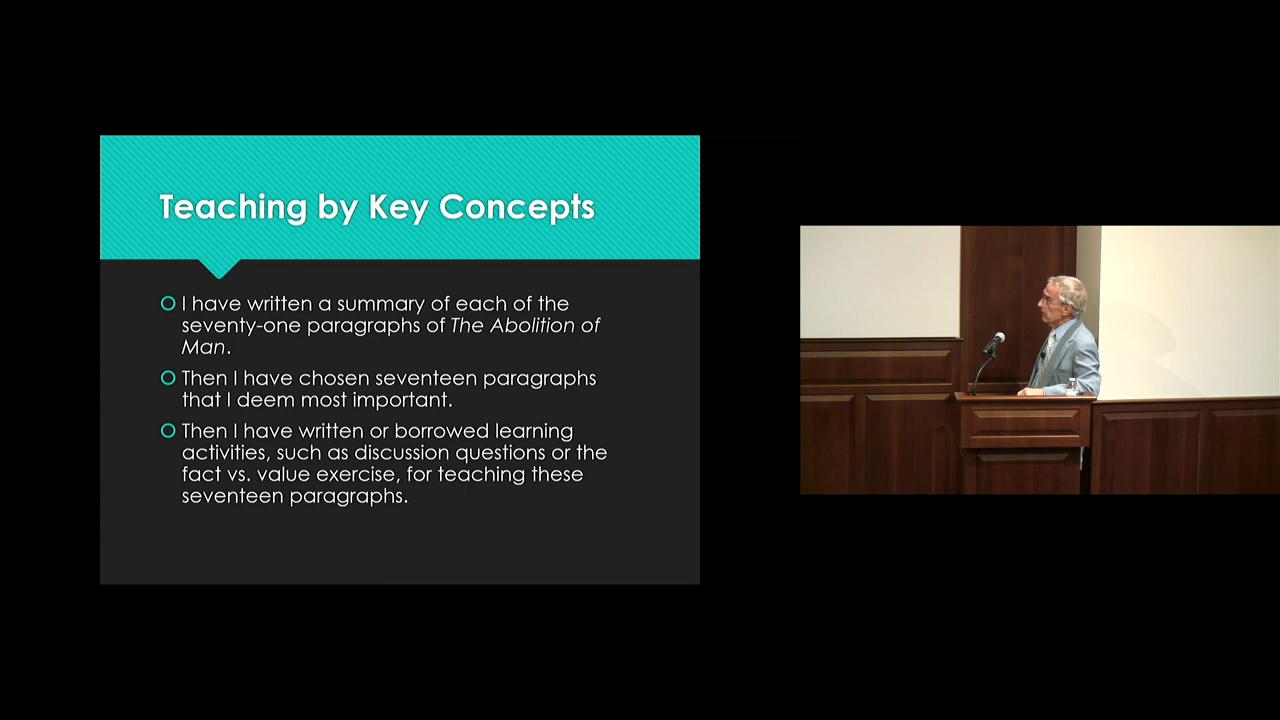 Teaching by Key Concepts
I have written a summary of each of the
seventy-one paragraphs of The Abolition of
Man.
Then I have chosen seventeen paragraphs
that I deem most important.
Then I have written or borrowed learning
activities, such as discussion questions or the
fact vs. value exercise, for teaching these
seventeen paragraphs.